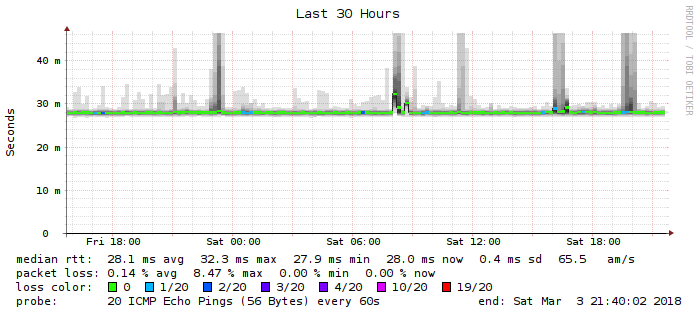 Last 30 Hours
RRDTOOL / TOBI OETIKER
Seconds
40 m
30 m
20 m
10 m
0
Fri 18:00 Sat 00:00 Sat 06:00 Sat 12:00 Sat 18:00
median rtt: 28.1 ms avg 32.3 ms max 27.9 ms min 28.0 ms now 0.4 ms sd 65.5 am/s
packet loss: 0.14 % avg 8.47 % max 0.00 % min 0.00 % now
loss color: 0 1/20 2/20 3/20 4/20 10/20 19/20
probe: 20 ICMP Echo Pings (56 Bytes) every 60s end: Sat Mar 3 21:40:02 2018